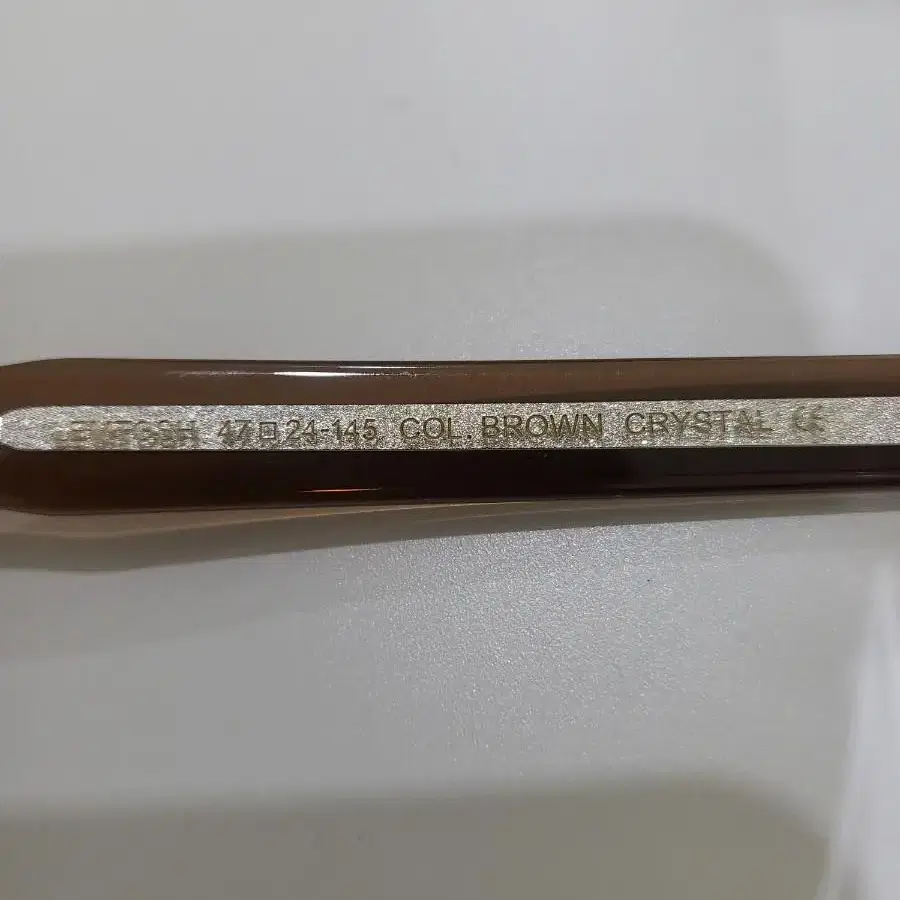 47□24-145 COL. BROWN CRYSTAL CE